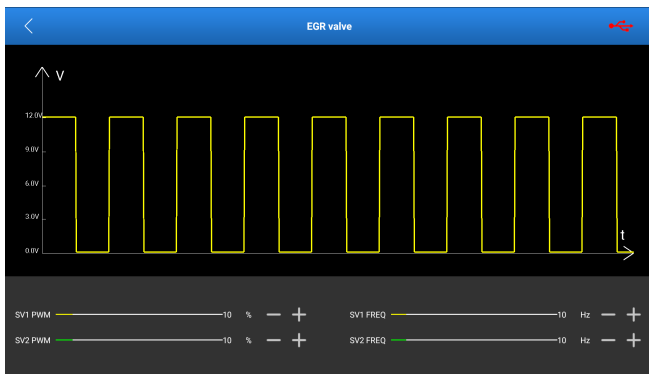 EGR valve
V
12.0V
9.0V
6.0V
3.0V
0.0V
t
SV1 PWM 10 % SV1 FREQ 10 Hz
SV2 PWM 10 % SV2 FREQ 10 Hz